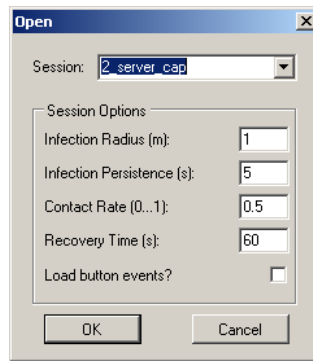 Open
Session: 2_server_cap
Session Options
Infection Radius (m): 1
Infection Persistence (s): 5
Contact Rate (0...1): 0.5
Recovery Time (s): 60
Load button events?
OK Cancel